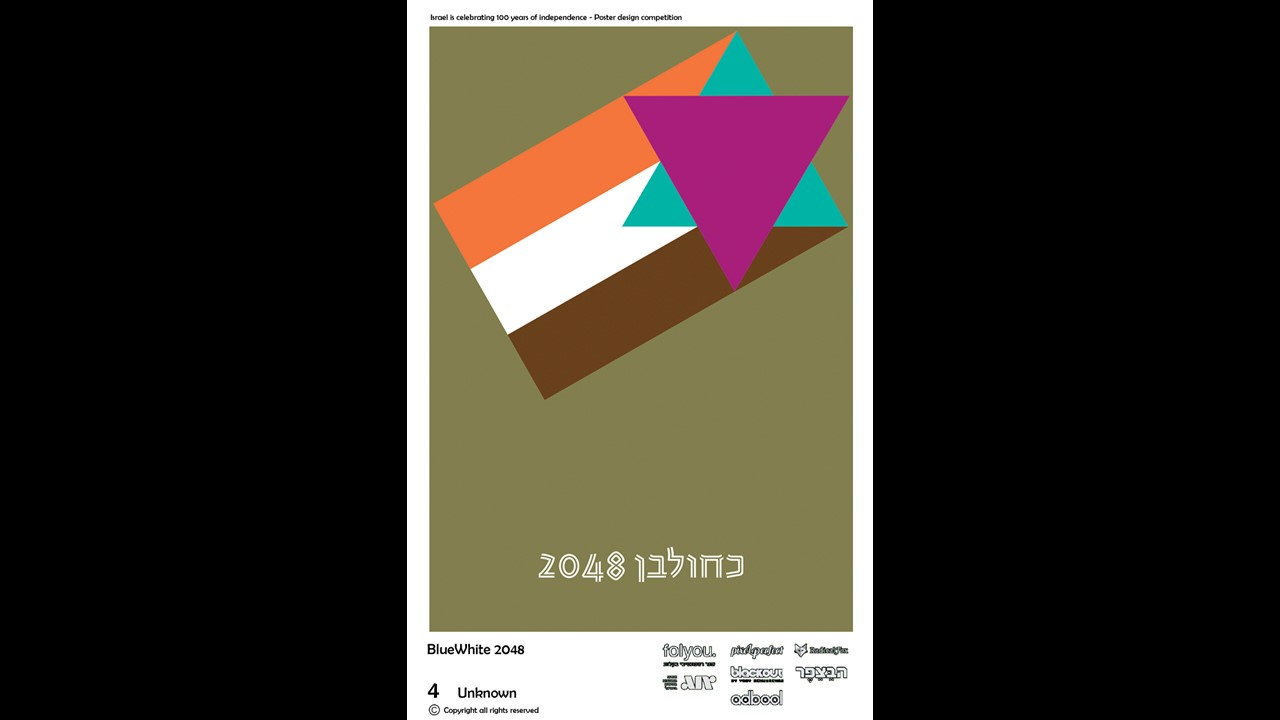 Israel is celebrating 100 years of independence - Poster design competition
כחולבן 2048
BlueWhite 2048
folyou.
pixelperfect
RadicalFox
blackout
הבצפר
adbool
4 Unknown
Copyright all rights reserved